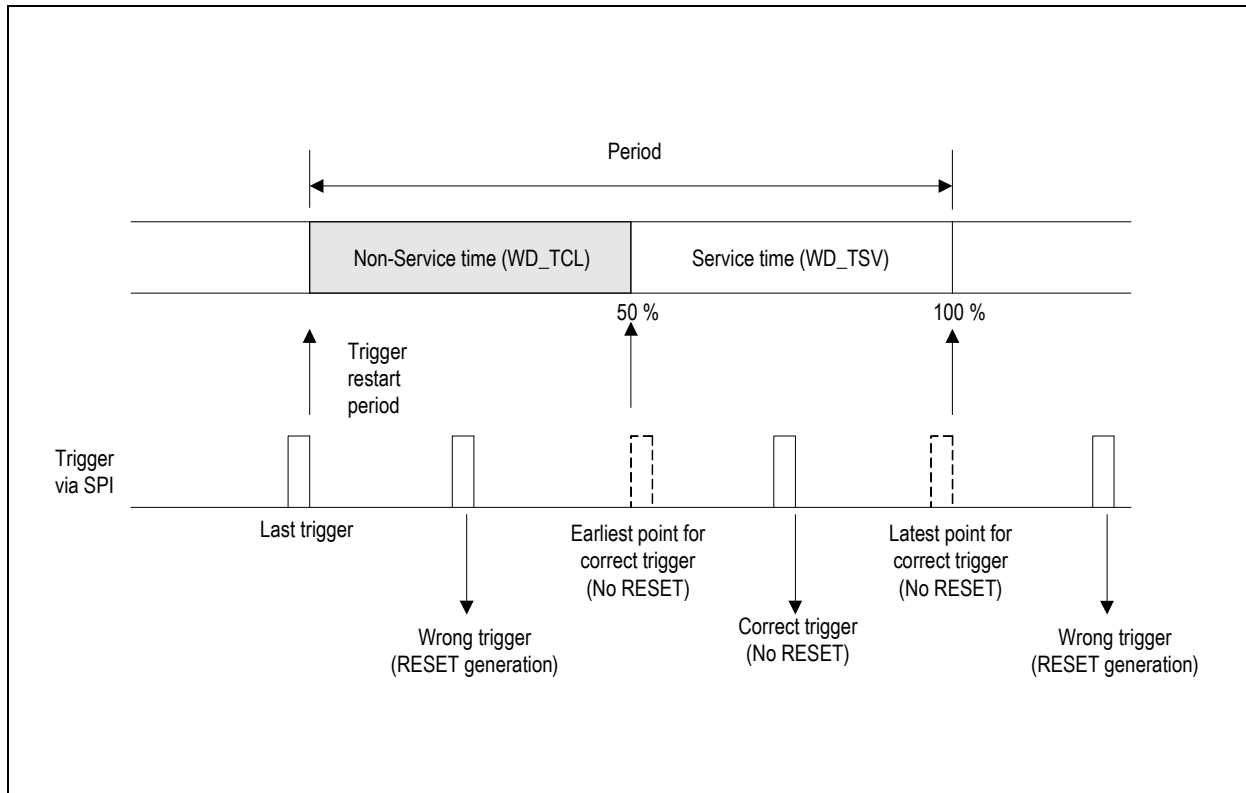 Period
Non-Service time (WD_TCL)
Service time (WD_TSV)
50 %
100 %
Trigger
restart
period
Trigger
via SPI
Last trigger
Earliest point for
correct trigger
(No RESET)
Latest point for
correct trigger
(No RESET)
Wrong trigger
(RESET generation)
Correct trigger
(No RESET)
Wrong trigger
(RESET generation)